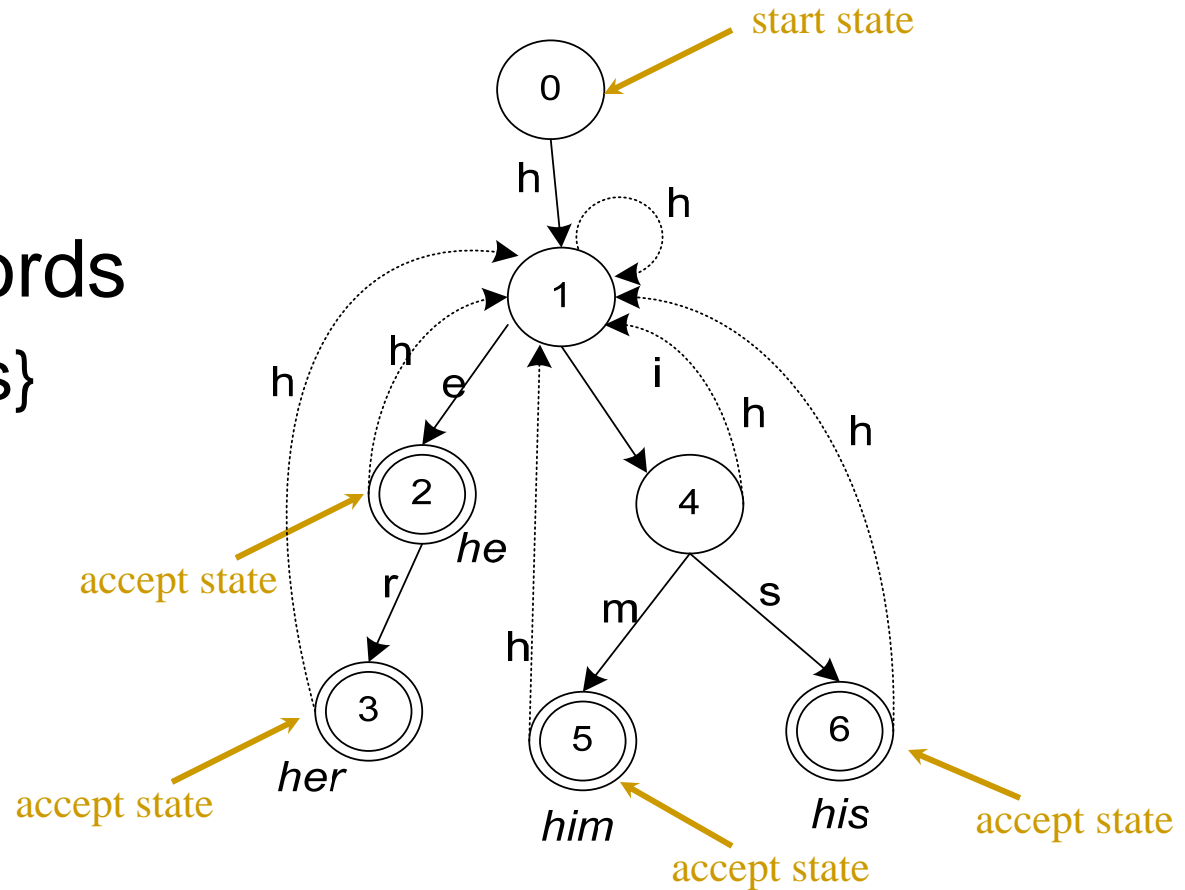 start state
0
h
h
ords
1
s}
h
h
e
i
h
h
2
he
4
accept state
r
m
s
h
3
her
5
6
accept state
him
his
accept state
accept state